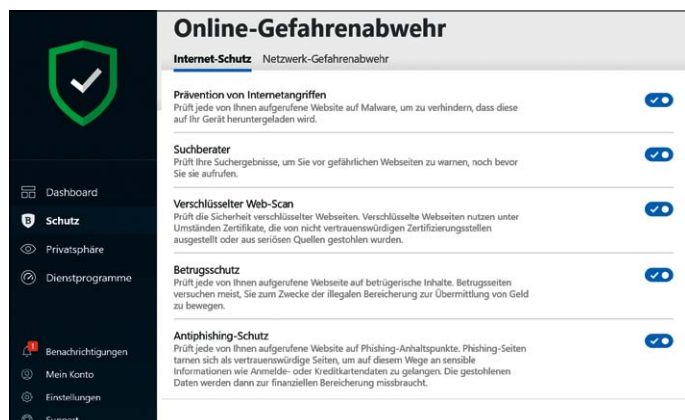 Online-Gefahrenabwehr
Internet-Schutz Netzwerk-Gefahrenabwehr
Prävention von Internetangriffen
Prüft jede von Ihnen aufgerufene Website auf Malware, um zu verhindern, dass diese
auf Ihr Gerät heruntergeladen wird.
Suchberater
Prüft Ihre Suchergebnisse, um Sie vor gefährlichen Webseiten zu warnen, noch bevor
Sie sie aufrufen.
Verschlüsselter Web-Scan
Prüft die Sicherheit verschlüsselter Webseiten. Verschlüsselte Webseiten nutzen unter
Umständen Zertifikate, die von nicht vertrauenswürdigen Zertifizierungsstellen
ausgestellt oder aus seriösen Quellen gestohlen wurden.
Betrugsschutz
Prüft jede von Ihnen aufgerufene Webseite auf betrügerische Inhalte. Betrugsseiten
versuchen meist, Sie zum Zwecke der illegalen Bereicherung zur Übermittlung von Geld
zu bewegen.
Antiphishing-Schutz
Prüft jede von Ihnen aufgerufene Website auf Phishing-Anhaltspunkte. Phishing-Seiten
tarnen sich als vertrauenswürdige Seiten, um auf diesem Wege an sensible
Informationen wie Anmelde- oder Kreditkartendaten zu gelangen. Die gestohlenen
Daten werden dann zur finanziellen Bereicherung missbraucht.
Dashboard
B Schutz
Privatsphäre
Dienstprogramme
Benachrichtigungen
Mein Konto
Einstellungen
Support